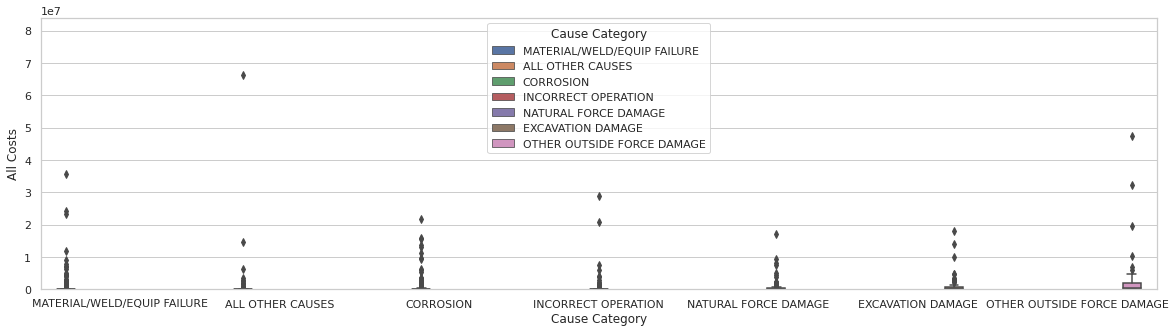 1e7
8
7
6
5
4
3
2
1
0
All Costs
Cause Category
MATERIAL/WELD/EQUIP FAILURE
ALL OTHER CAUSES
CORROSION
INCORRECT OPERATION
NATURAL FORCE DAMAGE
EXCAVATION DAMAGE
OTHER OUTSIDE FORCE DAMAGE
MATERIAL/WELD/EQUIP FAILURE ALL OTHER CAUSES CORROSION INCORRECT OPERATION NATURAL FORCE DAMAGE EXCAVATION DAMAGE OTHER OUTSIDE FORCE DAMAGE
Cause Category